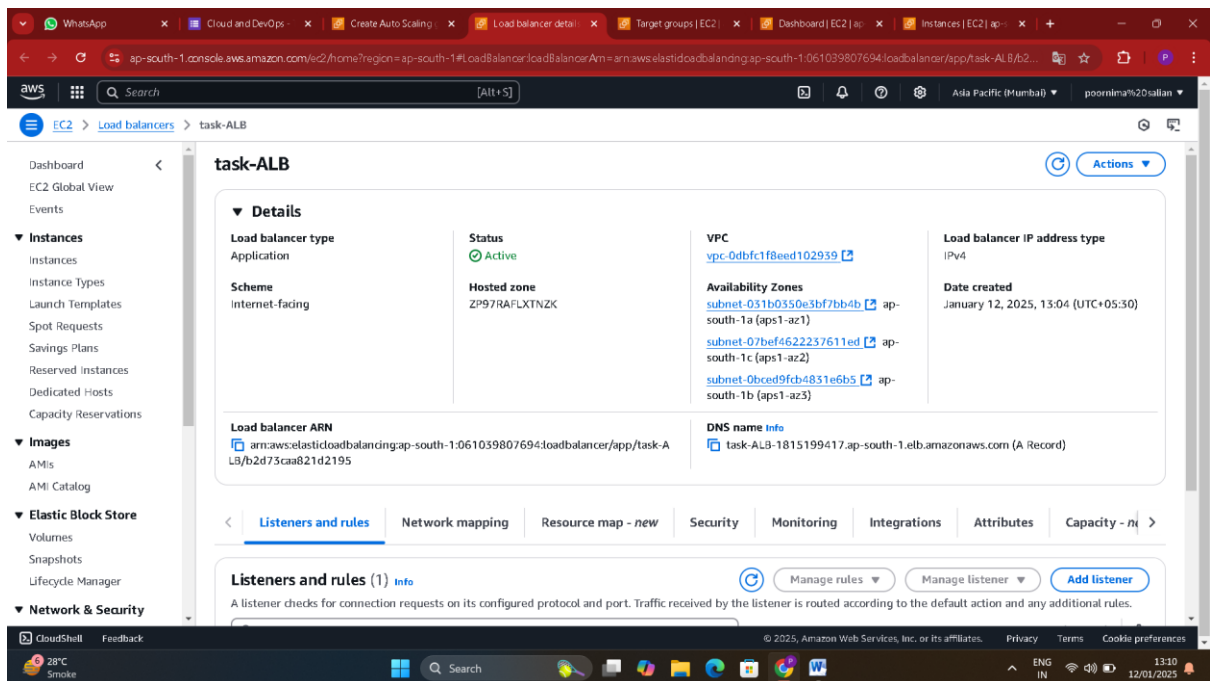 WhatsApp
Cloud and DevOps -
Create Auto Scaling g
Load balancer details
Target groups | EC2 |
Dashboard | EC2 | ap
Instances | EC2 | ap-s
ap-south-1.console.aws.amazon.com/ec2/home?region=ap-south-1#LoadBalancer:loadBalancerArn=arn:aws:elasticloadbalancing:ap-south-1:061039807694:loadbalancer/app/task-ALB/b2...
P
aws
Search [Alt+S]
Asia Pacific (Mumbai)
poornima%20salian
EC2 > Load balancers > task-ALB
Dashboard
EC2 Global View
Events
Instances
Instances
Instance Types
Launch Templates
Spot Requests
Savings Plans
Reserved Instances
Dedicated Hosts
Capacity Reservations
Images
AMIs
AMI Catalog
Elastic Block Store
Volumes
Snapshots
Lifecycle Manager
Network & Security
task-ALB
Actions
Details
Load balancer type
Application
Status
Active
VPC
vpc-0dbfc1f8eed102939
Load balancer IP address type
IPv4
Scheme
Internet-facing
Hosted zone
ZP97RAFLXTNZK
Availability Zones
subnet-031b0350e3bf7bb4b ap-
south-1a (aps1-az1)
subnet-07bef4622237611ed ap-
south-1c (aps1-az2)
subnet-0bced9fcb4831e6b5 ap-
south-1b (aps1-az3)
Date created
January 12, 2025, 13:04 (UTC+05:30)
Load balancer ARN
arn:aws:elasticloadbalancing:ap-south-1:061039807694:loadbalancer/app/task-A
LB/b2d73caa821d2195
DNS name Info
task-ALB-1815199417.ap-south-1.elb.amazonaws.com (A Record)
Listeners and rules
Network mapping
Resource map - new
Security
Monitoring
Integrations
Attributes
Capacity - ne
Listeners and rules (1) Info
Manage rules
Manage listener
Add listener
A listener checks for connection requests on its configured protocol and port. Traffic received by the listener is routed according to the default action and any additional rules.
CloudShell Feedback
© 2025, Amazon Web Services, Inc. or its affiliates. Privacy Terms Cookie preferences
6
28°C
Smoke
Search
ENG
IN
13:10
12/01/2025